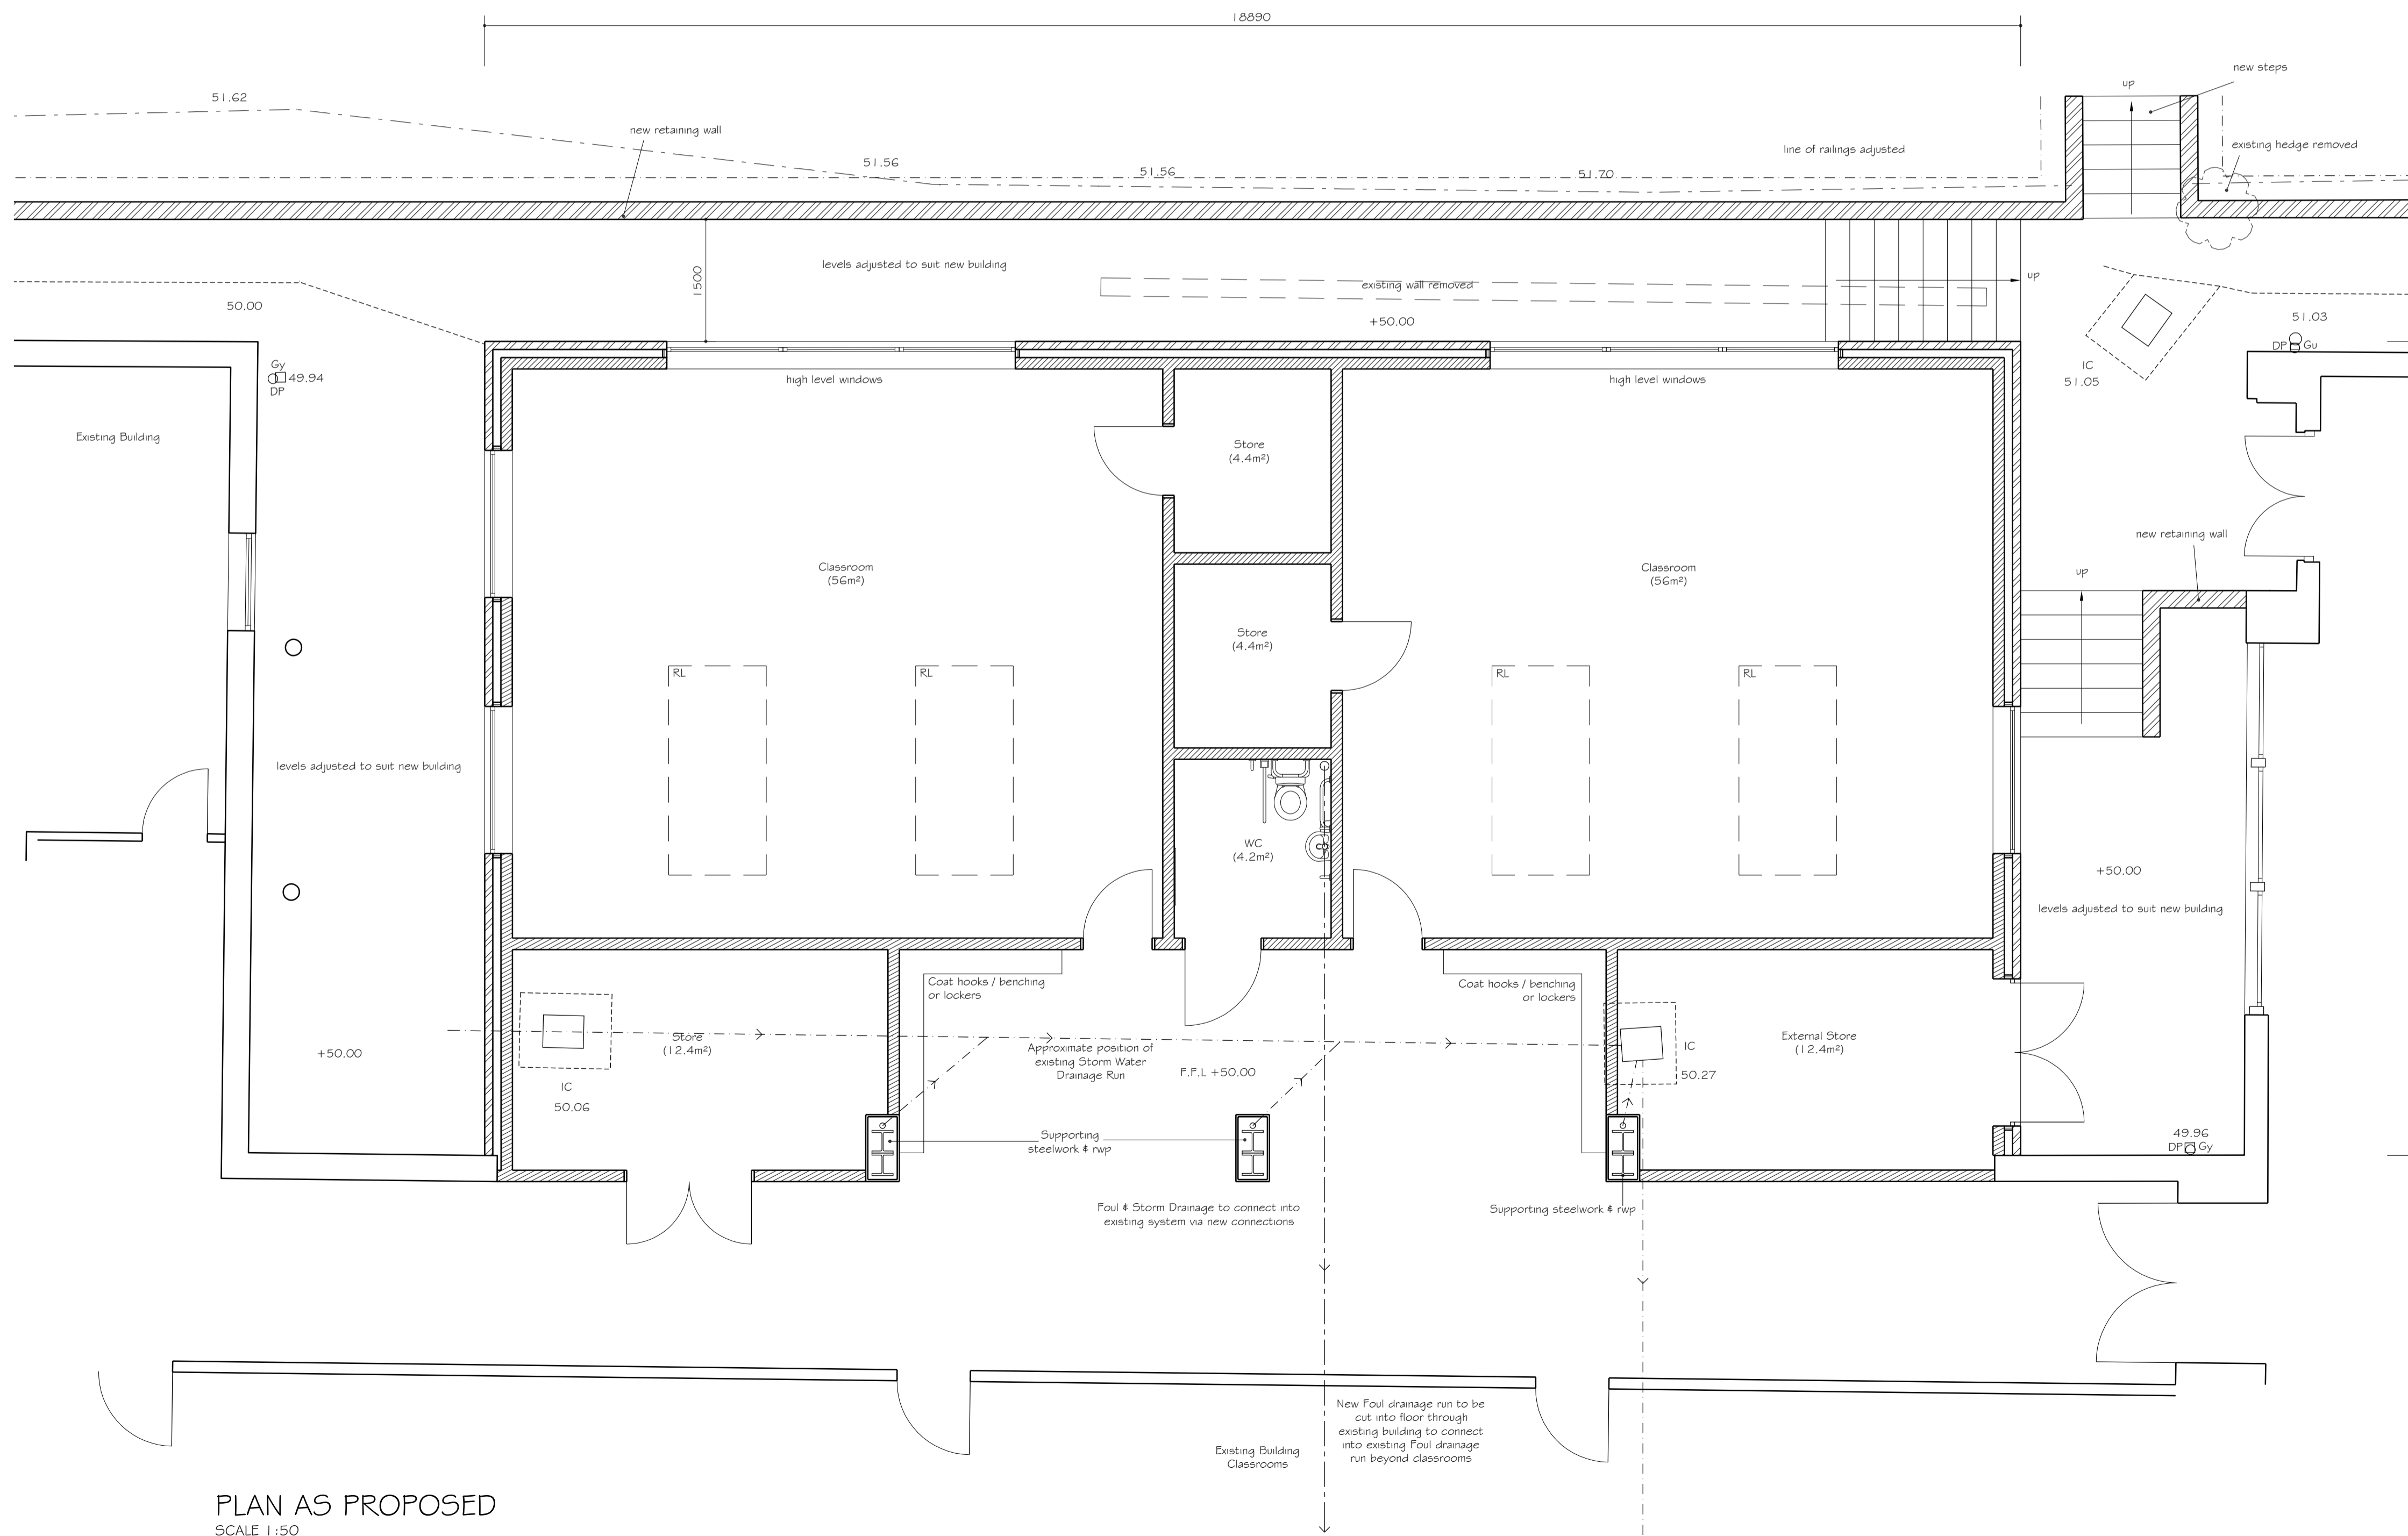 18890
new steps
up
51.62
new retaining wall
existing hedge removed
line of railings adjusted
51.56
51.56
51.70
levels adjusted to suit new building
1500
up
existing wall removed
50.00
+50.00
51.03
DP
Gu
Gy
49.94
DP
IC
51.05
high level windows
high level windows
Existing Building
Store
(4.4m²)
new retaining wall
Classroom
(56m²)
Classroom
(56m²)
up
Store
(4.4m²)
RL
RL
RL
RL
levels adjusted to suit new building
WC
(4.2m²)
+50.00
levels adjusted to suit new building
Coat hooks / benching
or lockers
Coat hooks / benching
or lockers
+50.00
Store
(12.4m²)
Approximate position of
existing Storm Water
Drainage Run
F.F.L +50.00
External Store
(12.4m²)
IC
50.27
IC
50.06
Supporting
steelwork & rwp
49.96
DP
Gy
Foul & Storm Drainage to connect into
existing system via new connections
Supporting steelwork & rwp
New Foul drainage run to be
cut into floor through
existing building to connect
into existing Foul drainage
run beyond classrooms
Existing Building
Classrooms
PLAN AS PROPOSED
SCALE 1:50